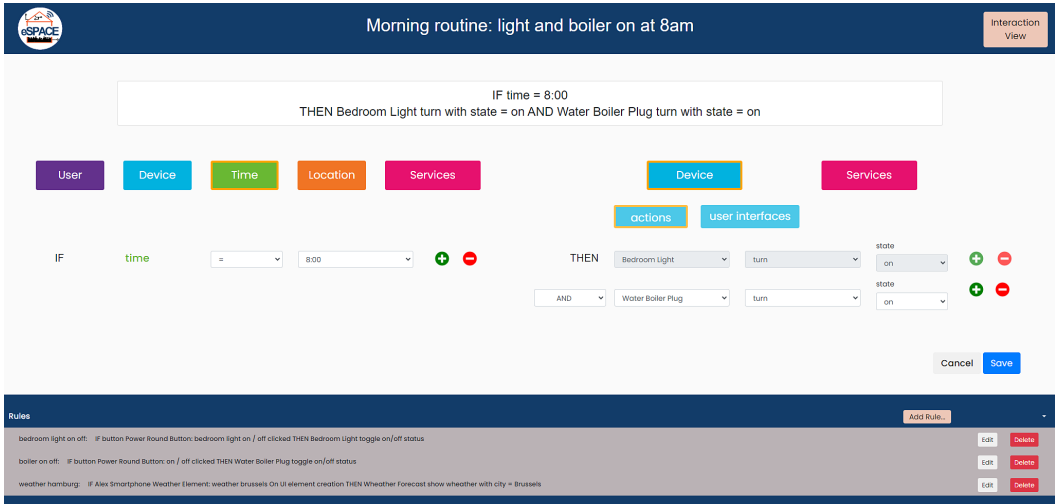 eSPACE
Morning routine: light and boiler on at 8am
Interaction
View
IF time = 8:00
THEN Bedroom Light turn with state = on AND Water Boiler Plug turn with state = on
User Device Time Location Services Device Services
actions user interfaces
state
IF time = 8:00 THEN Bedroom Light turn on
state
AND Water Boiler Plug turn on
Cancel Save
Rules Add Rule...
bedroom light on off: IF button Power Round Button: bedroom light on / off clicked THEN Bedroom Light toggle on/off status Edit Delete
boiler on off: IF button Power Round Button: on / off clicked THEN Water Boiler Plug toggle on/off status Edit Delete
weather hamburg: IF Alex Smartphone Weather Element: weather brussels On UI element creation THEN Wheather Forecast show wheather with city = Brussels Edit Delete